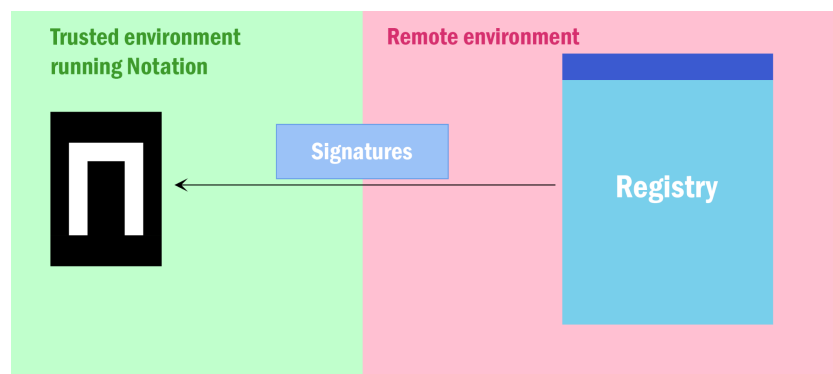 Trusted environment
running Notation
Remote environment
Signatures
Registry